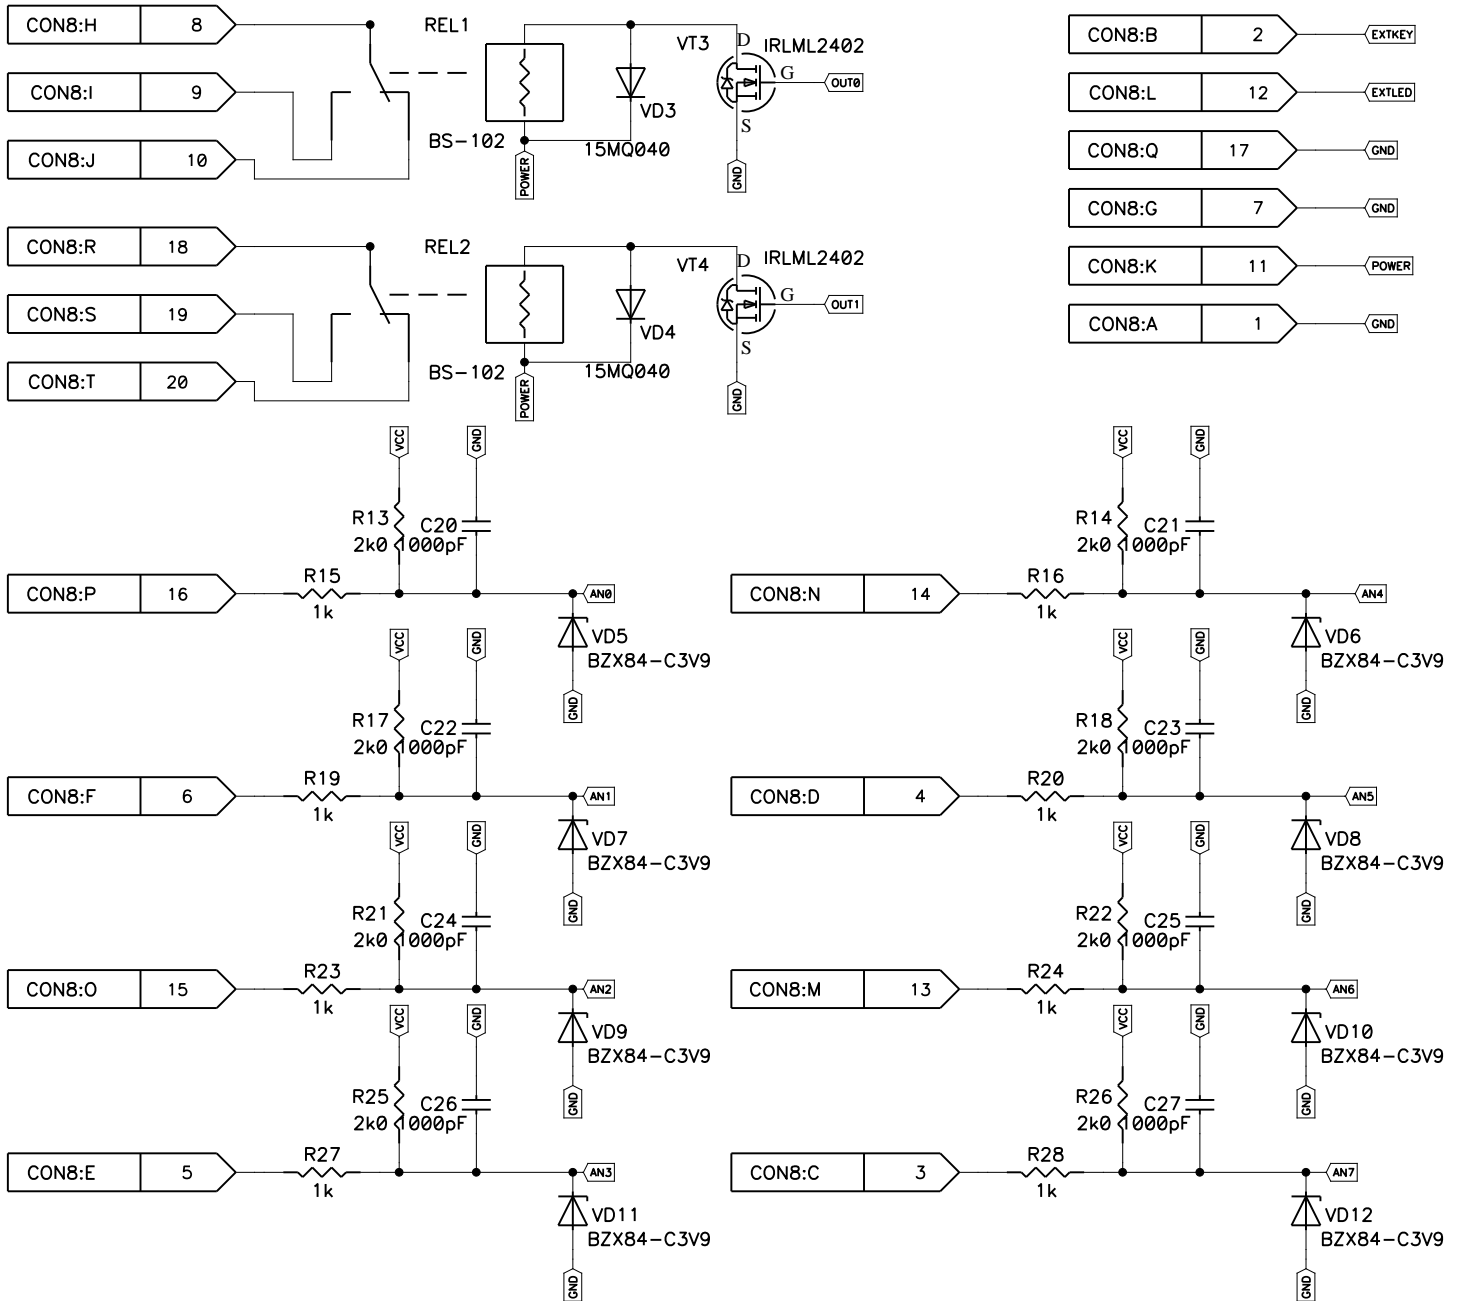 CON8:H 8
REL1
VT3 D IRLML2402
CON8:B 2 EXTKEY
CON8:I 9
G OUT0
CON8:L 12 EXTLED
VD3
S
BS-102 15MQ040
CON8:J 10
POWER
GND
CON8:Q 17 GND
CON8:G 7 GND
CON8:R 18
REL2
VT4 D IRLML2402
CON8:K 11 POWER
CON8:S 19
G OUT1
CON8:A 1 GND
VD4
S
BS-102 15MQ040
CON8:T 20
POWER
GND
VCC GND
VCC GND
R13 C20
2k0 1000pF
R14 C21
2k0 1000pF
CON8:P 16 R15 AN0
1k
CON8:N 14 R16 AN4
1k
VCC GND
VD5
BZX84-C3V9
GND
VCC GND
VD6
BZX84-C3V9
GND
R17 C22
2k0 1000pF
R18 C23
2k0 1000pF
CON8:F 6 R19 AN1
1k
CON8:D 4 R20 AN5
1k
VCC GND
VD7
BZX84-C3V9
GND
VCC GND
VD8
BZX84-C3V9
GND
R21 C24
2k0 1000pF
R22 C25
2k0 1000pF
CON8:O 15 R23 AN2
1k
CON8:M 13 R24 AN6
1k
VCC GND
VD9
BZX84-C3V9
GND
VCC GND
VD10
BZX84-C3V9
GND
R25 C26
2k0 1000pF
R26 C27
2k0 1000pF
CON8:E 5 R27 AN3
1k
CON8:C 3 R28 AN7
1k
VD11
BZX84-C3V9
GND
VD12
BZX84-C3V9
GND